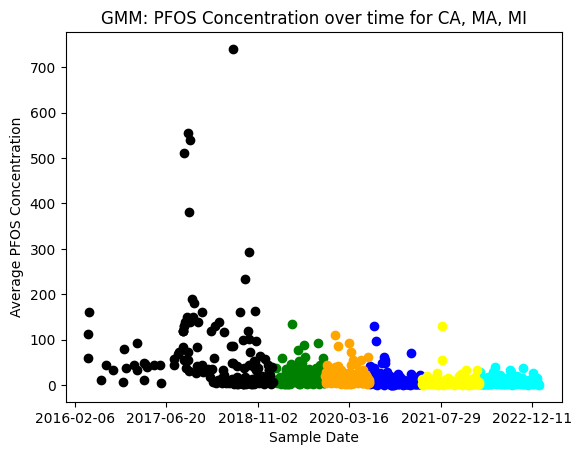 GMM: PFOS Concentration over time for CA, MA, MI
Average PFOS Concentration
700
600
500
400
300
200
100
0
2016-02-06 2017-06-20 2018-11-02 2020-03-16 2021-07-29 2022-12-11
Sample Date